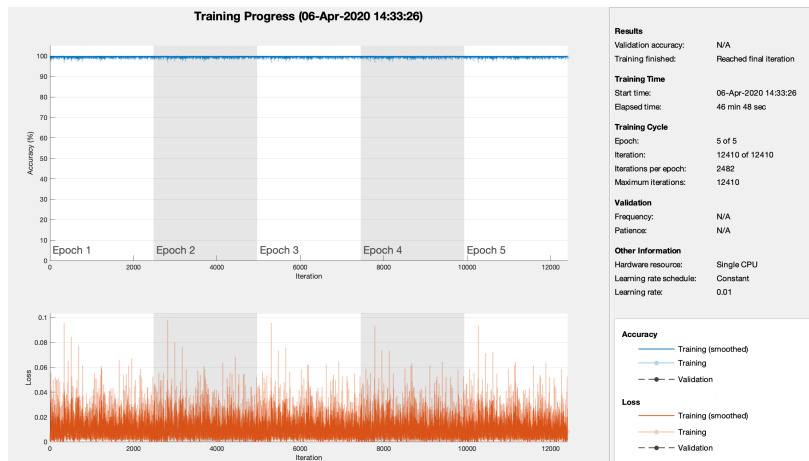 Training Progress (06-Apr-2020 14:33:26)
100
90
80
70
60
50
40
30
20
10
0
Accuracy (%)
Epoch 1 Epoch 2 Epoch 3 Epoch 4 Epoch 5
0 2000 4000 6000 8000 10000 12000
Iteration
0.1
0.08
0.06
0.04
0.02
0
Loss
0 2000 4000 6000 8000 10000 12000
Iteration
Results
Validation accuracy: N/A
Training finished: Reached final iteration
Training Time
Start time: 06-Apr-2020 14:33:26
Elapsed time: 46 min 48 sec
Training Cycle
Epoch: 5 of 5
Iteration: 12410 of 12410
Iterations per epoch: 2482
Maximum iterations: 12410
Validation
Frequency: N/A
Patience: N/A
Other Information
Hardware resource: Single CPU
Learning rate schedule: Constant
Learning rate: 0.01
Accuracy
Training (smoothed)
Training
Validation
Loss
Training (smoothed)
Training
Validation